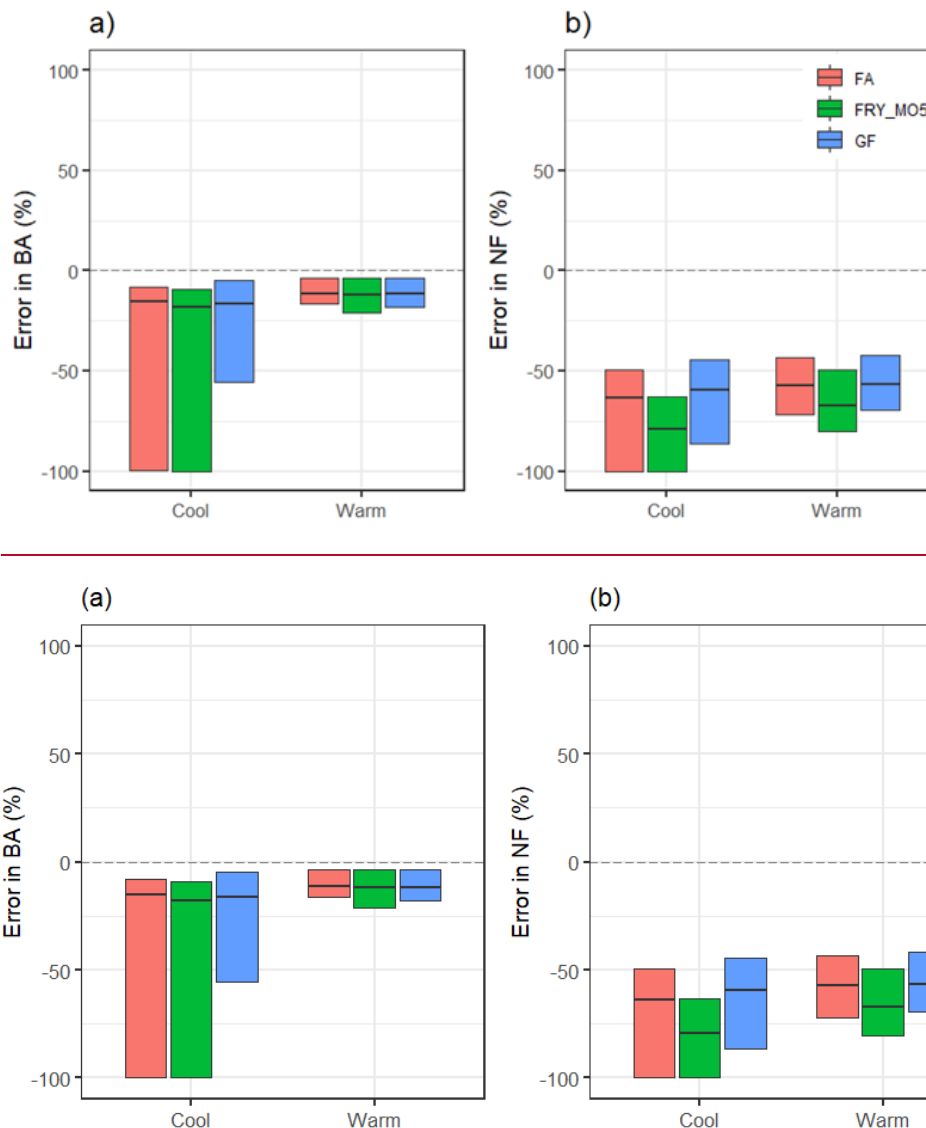 a)
Error in BA (%)
100
50
0
-50
-100
Cool Warm
b)
Error in NF (%)
100
50
0
-50
-100
Cool Warm
FA
FRY_MO5
GF
(a)
Error in BA (%)
100
50
0
-50
-100
Cool Warm
(b)
Error in NF (%)
100
50
0
-50
-100
Cool Warm